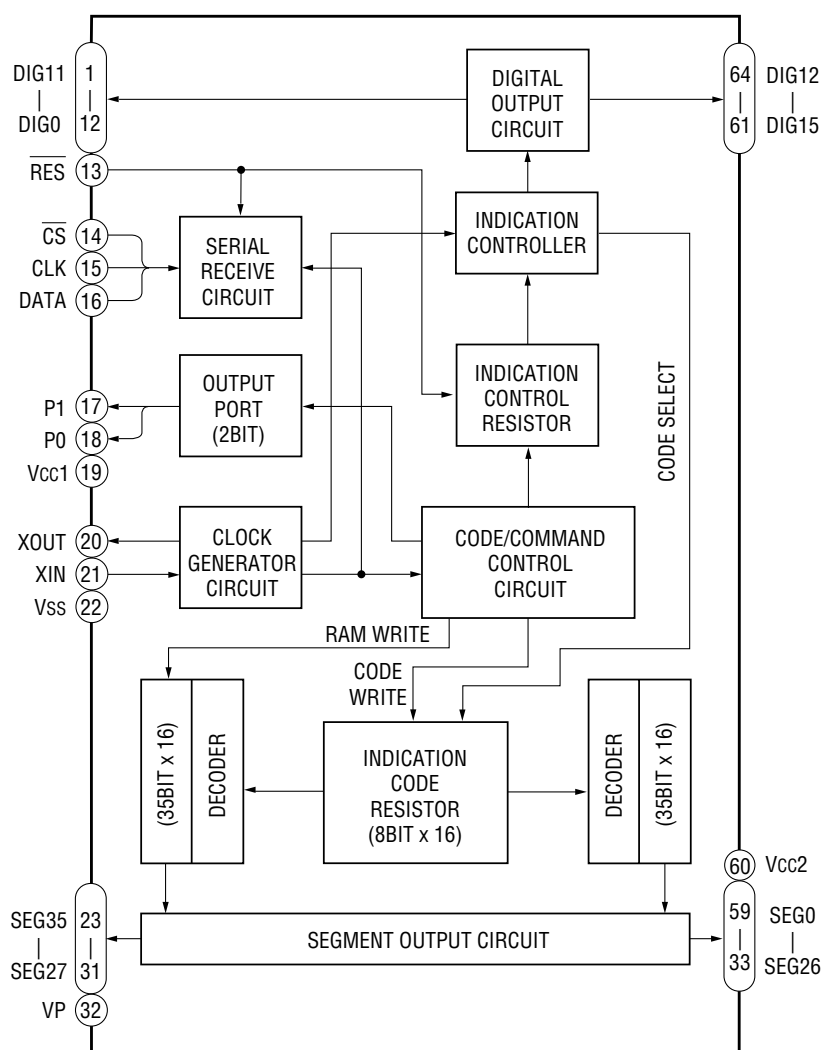 DIG11
|
DIG0
1
|
12
DIGITAL
OUTPUT
CIRCUIT
64
|
61
DIG12
|
DIG15
RES
13
CS
14
CLK
15
DATA
16
SERIAL
RECEIVE
CIRCUIT
INDICATION
CONTROLLER
P1
17
P0
18
Vcc1
19
OUTPUT
PORT
(2BIT)
INDICATION
CONTROL
RESISTOR
CODE SELECT
XOUT
20
XIN
21
Vss
22
CLOCK
GENERATOR
CIRCUIT
CODE/COMMAND
CONTROL
CIRCUIT
RAM WRITE
CODE
WRITE
(35BIT x 16)
DECODER
INDICATION
CODE
RESISTOR
(8BIT x 16)
DECODER
(35BIT x 16)
60
Vcc2
SEG35
|
SEG27
23
|
31
SEGMENT OUTPUT CIRCUIT
59
|
33
SEG0
|
SEG26
VP
32